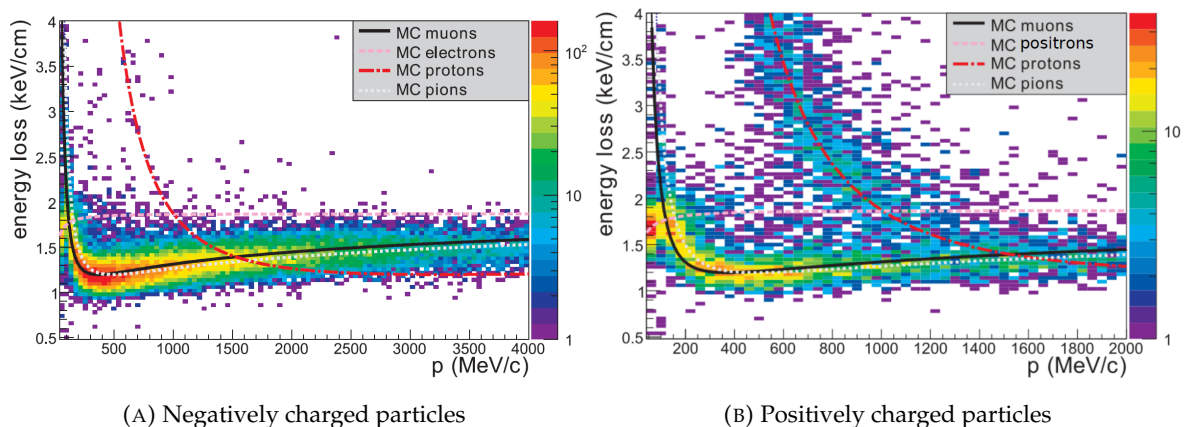 energy loss (keV/cm)
4
3.5
3
2.5
2
1.5
1
0.5
MC muons
MC electrons
MC protons
MC pions
10²
10
1
500 1000 1500 2000 2500 3000 3500 4000
p (MeV/c)
(A) Negatively charged particles
energy loss (keV/cm)
4
3.5
3
2.5
2
1.5
1
0.5
MC muons
MC positrons
MC protons
MC pions
10
1
200 400 600 800 1000 1200 1400 1600 1800 2000
p (MeV/c)
(B) Positively charged particles